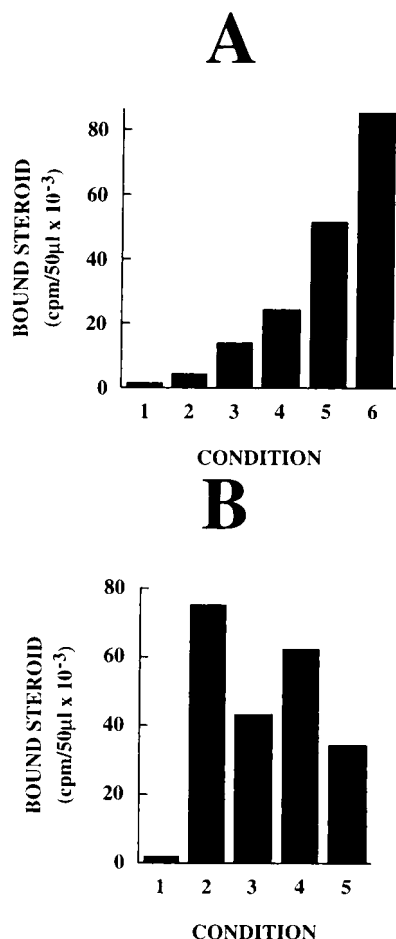 A
BOUND STEROID
(cpm/50µl x 10⁻³)
80
60
40
20
0
1 2 3 4 5 6
CONDITION
B
BOUND STEROID
(cpm/50µl x 10⁻³)
80
60
40
20
0
1 2 3 4 5
CONDITION